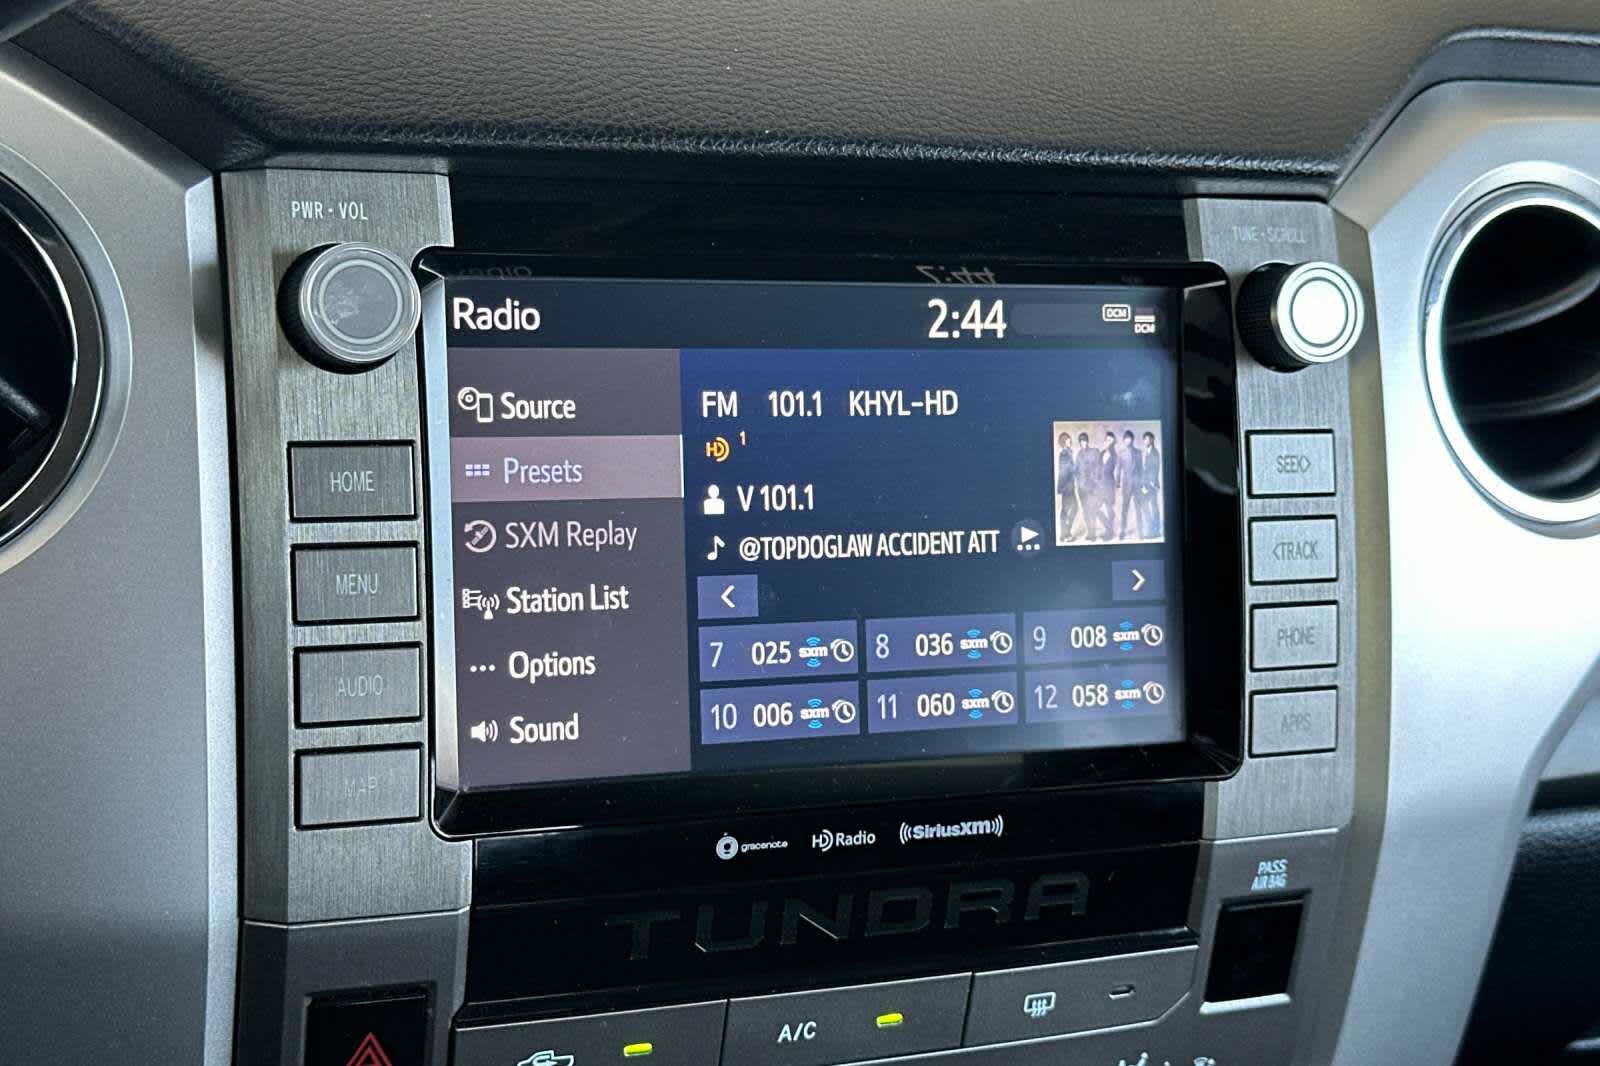 PWR • VOL
TUNE • SCROLL
Radio
2:44
DCM
DCM
Source
Presets
SXM Replay
Station List
Options
Sound
FM 101.1 KHYL-HD
HD 1
V 101.1
@TOPDOGLAW ACCIDENT ATT
7 025 sxm
8 036 sxm
9 008 sxm
10 006 sxm
11 060 sxm
12 058 sxm
HOME
MENU
AUDIO
MAP
SEEK>
<TRACK
PHONE
APPS
gracenote
HD Radio
((SiriusXM))
TUNDRA
PASS
AIR BAG
A/C